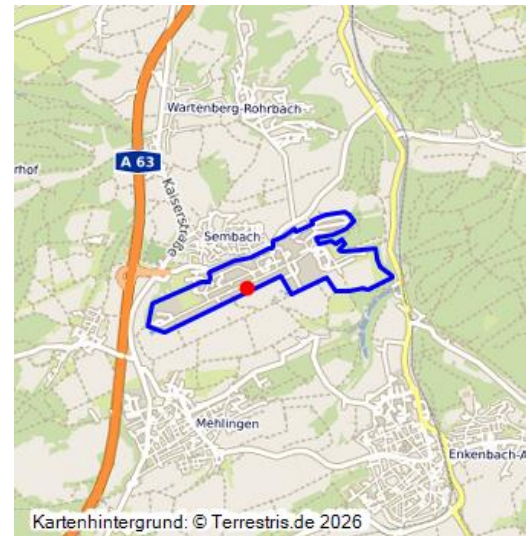 Wartenberg-Rohrbach
rhof
A 63
Kaiserstraße
Sembach
Mehlingen
Enkenbach-A
Kartenhintergrund: © Terrestris.de 2026